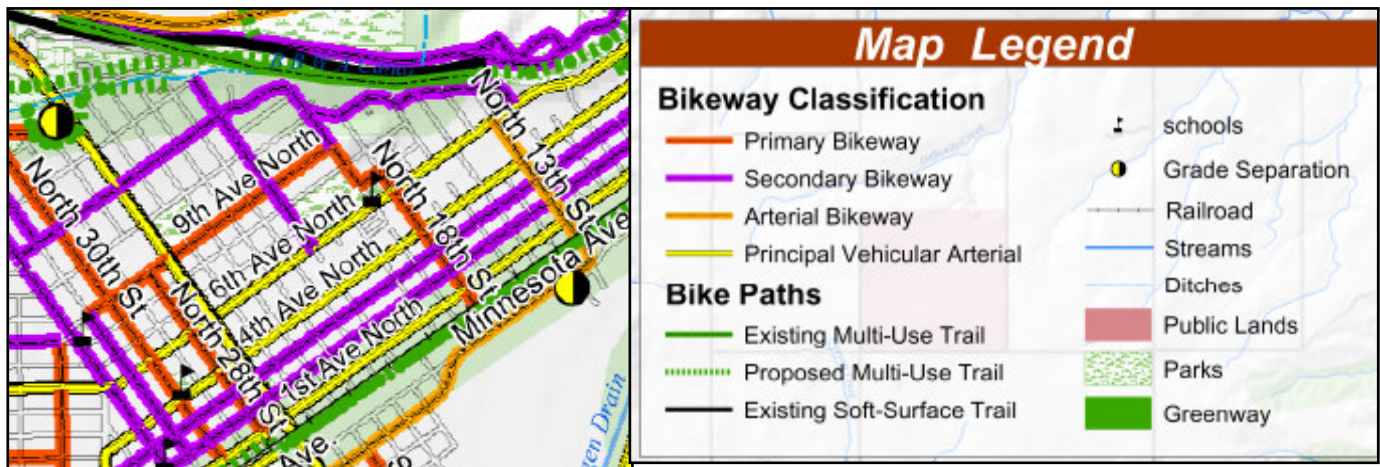 North 13th St
9th Ave North
North 18th St
North 30th St
6th Ave North
4th Ave North
Minnesota Ave
North 28th St
1st Ave North
Ave.
gen Drain
Map Legend
Bikeway Classification
Primary Bikeway
Secondary Bikeway
Arterial Bikeway
Principal Vehicular Arterial
Bike Paths
Existing Multi-Use Trail
Proposed Multi-Use Trail
Existing Soft-Surface Trail
schools
Grade Separation
Railroad
Streams
Ditches
Public Lands
Parks
Greenway